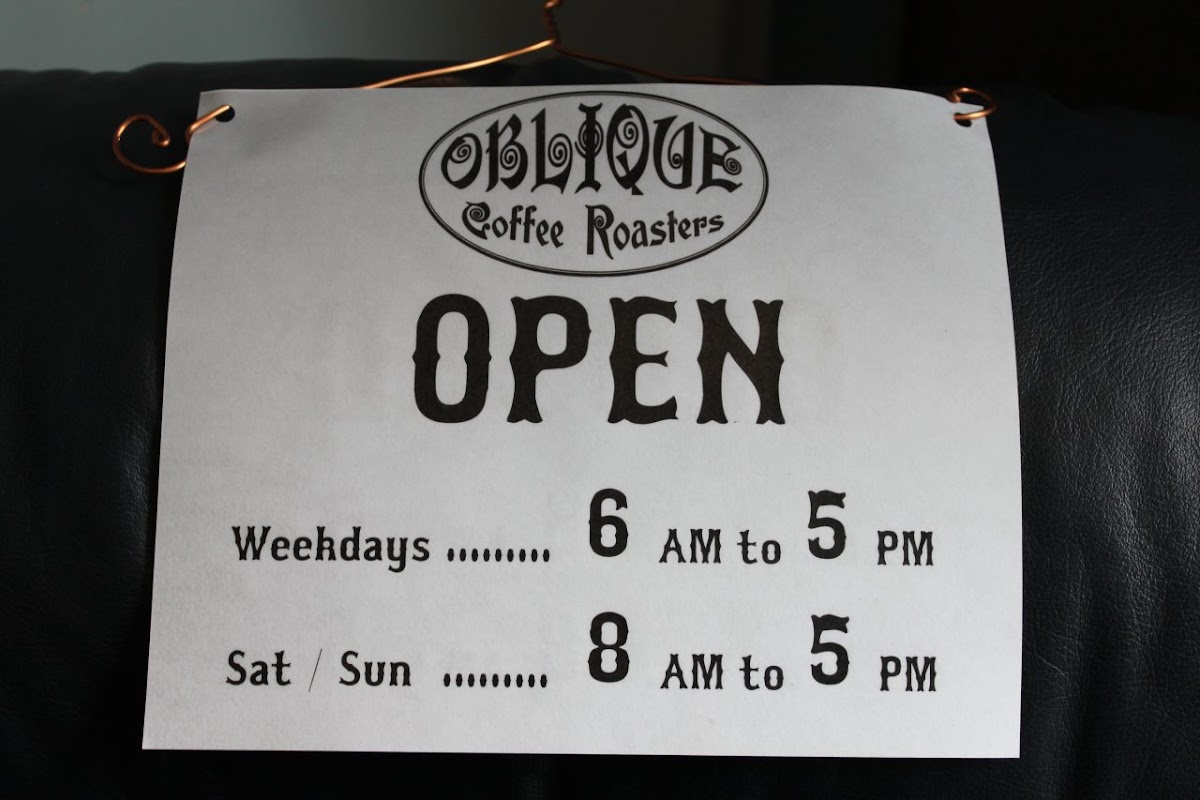 OBLIQUE
Coffee Roasters
OPEN
Weekdays ......... 6 AM to 5 PM
Sat / Sun ......... 8 AM to 5 PM